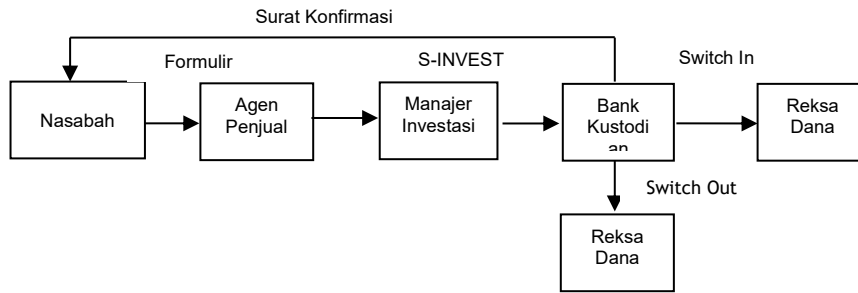 Surat Konfirmasi
Formulir
S-INVEST
Switch In
Nasabah
Agen
Penjual
Manajer
Investasi
Bank
Kustodi
an
Reksa
Dana
Switch Out
Reksa
Dana